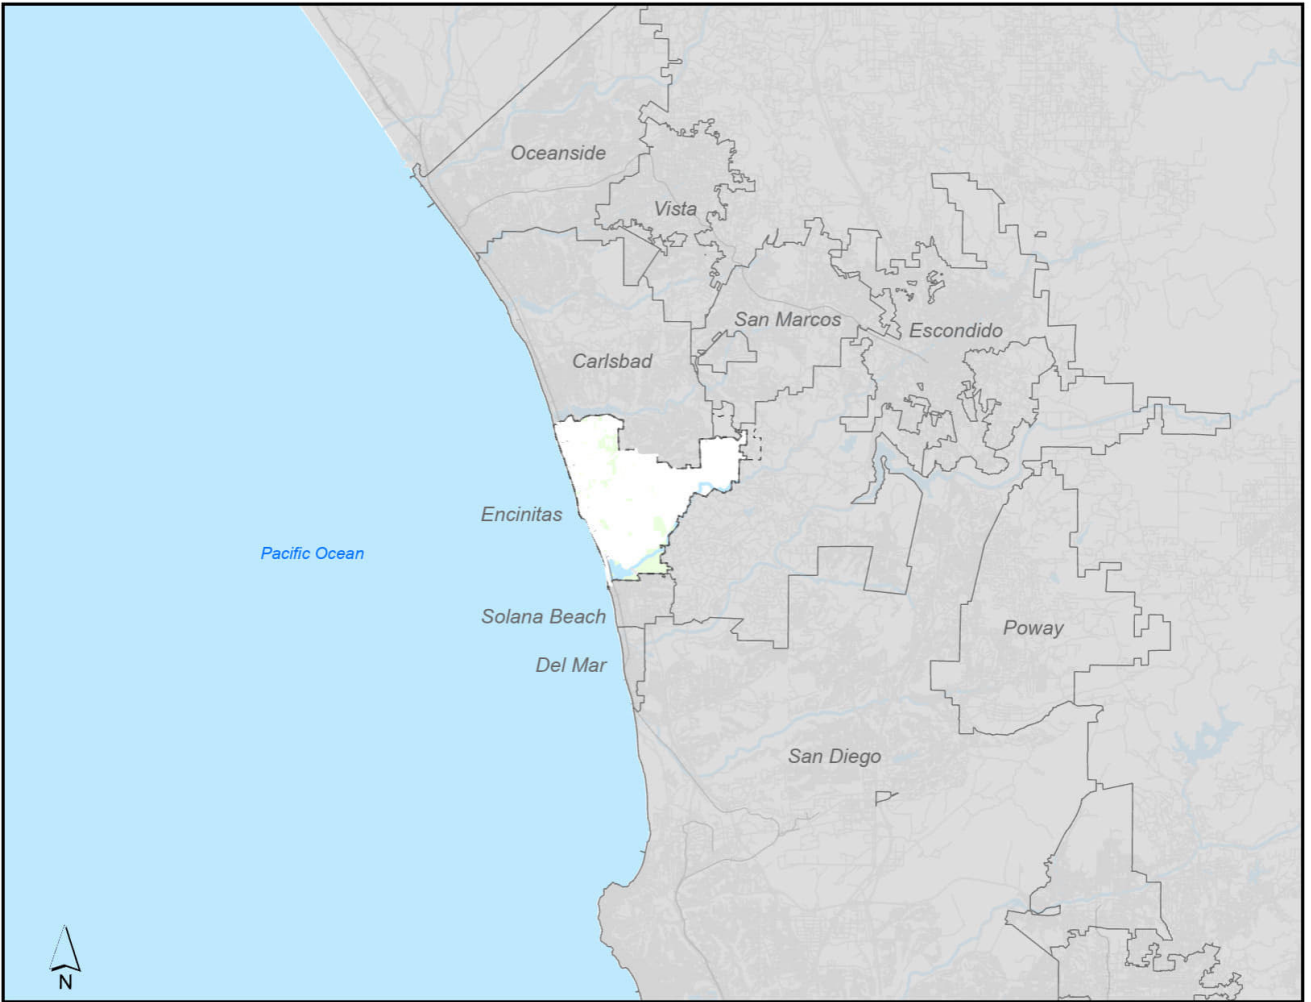 Oceanside
Vista
San Marcos
Escondido
Carlsbad
Encinitas
Pacific Ocean
Solana Beach
Poway
Del Mar
San Diego
N